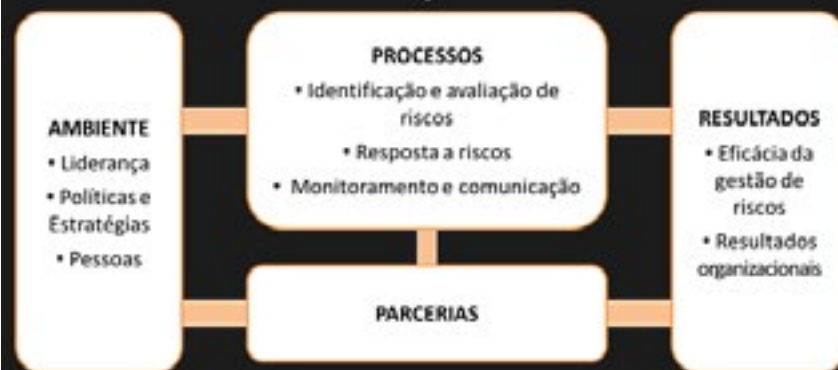 AMBIENTE
• Liderança
• Políticas e
Estratégias
• Pessoas
PROCESSOS
• Identificação e avaliação de
riscos
• Resposta a riscos
• Monitoramento e comunicação
PARCERIAS
RESULTADOS
• Eficácia da
gestão de
riscos
• Resultados
organizacionais